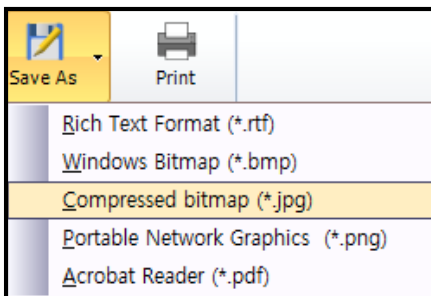 Save As Print
Rich Text Format (*.rtf)
Windows Bitmap (*.bmp)
Compressed bitmap (*.jpg)
Portable Network Graphics (*.png)
Acrobat Reader (*.pdf)